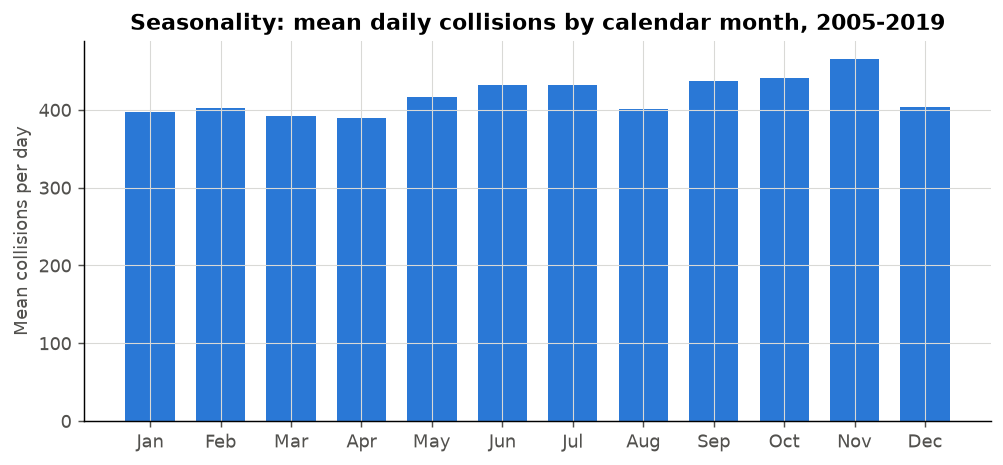 Seasonality: mean daily collisions by calendar month, 2005-2019
Mean collisions per day
400
300
200
100
0
Jan Feb Mar Apr May Jun Jul Aug Sep Oct Nov Dec